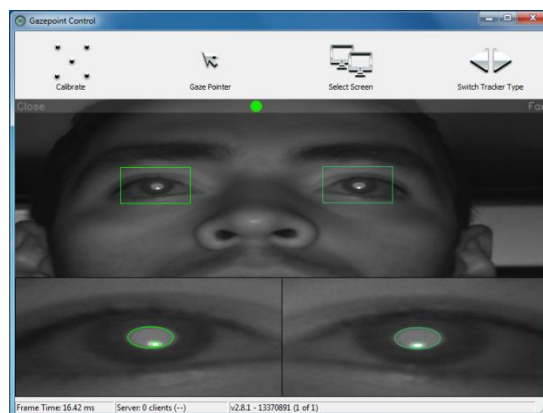 Gazepoint Control
Calibrate
Gaze Pointer
Select Screen
Switch Tracker Type
Close
Far
Frame Time: 16.42 ms
Server: 0 clients (--)
v2.8.1 - 13370891 (1 of 1)